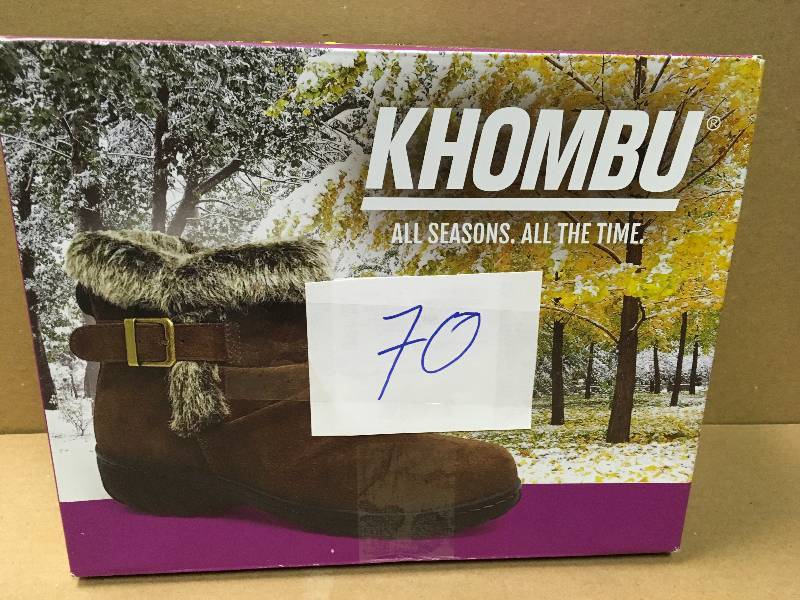 KHOMBU®
ALL SEASONS. ALL THE TIME.
70